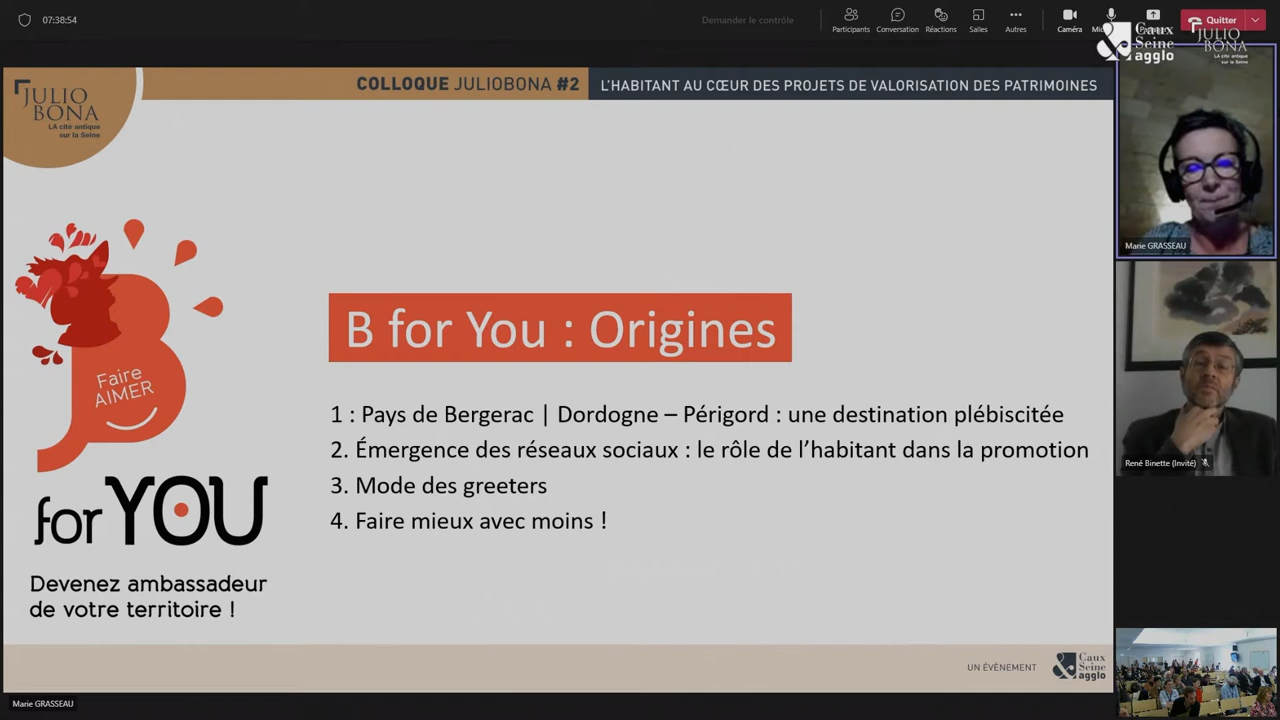 07:38:54
Demander le contrôle
Participants
Conversation
Réactions
Salles
Autres
Caméra
Quitter
Caux
Seine
agglo
JULIO
BONA
JULIO
BONA
LA cité antique
sur la Seine
COLLOQUE JULIOBONA #2
L'HABITANT AU CŒUR DES PROJETS DE VALORISATION DES PATRIMOINES
Marie GRASSEAU
René Binette (Invité)
B
Faire
AIMER
for YOU
Devenez ambassadeur
de votre territoire !
B for You : Origines
1 : Pays de Bergerac | Dordogne – Périgord : une destination plébiscitée
2. Émergence des réseaux sociaux : le rôle de l'habitant dans la promotion
3. Mode des greeters
4. Faire mieux avec moins !
UN ÉVÈNEMENT
Caux
Seine
agglo
Marie GRASSEAU